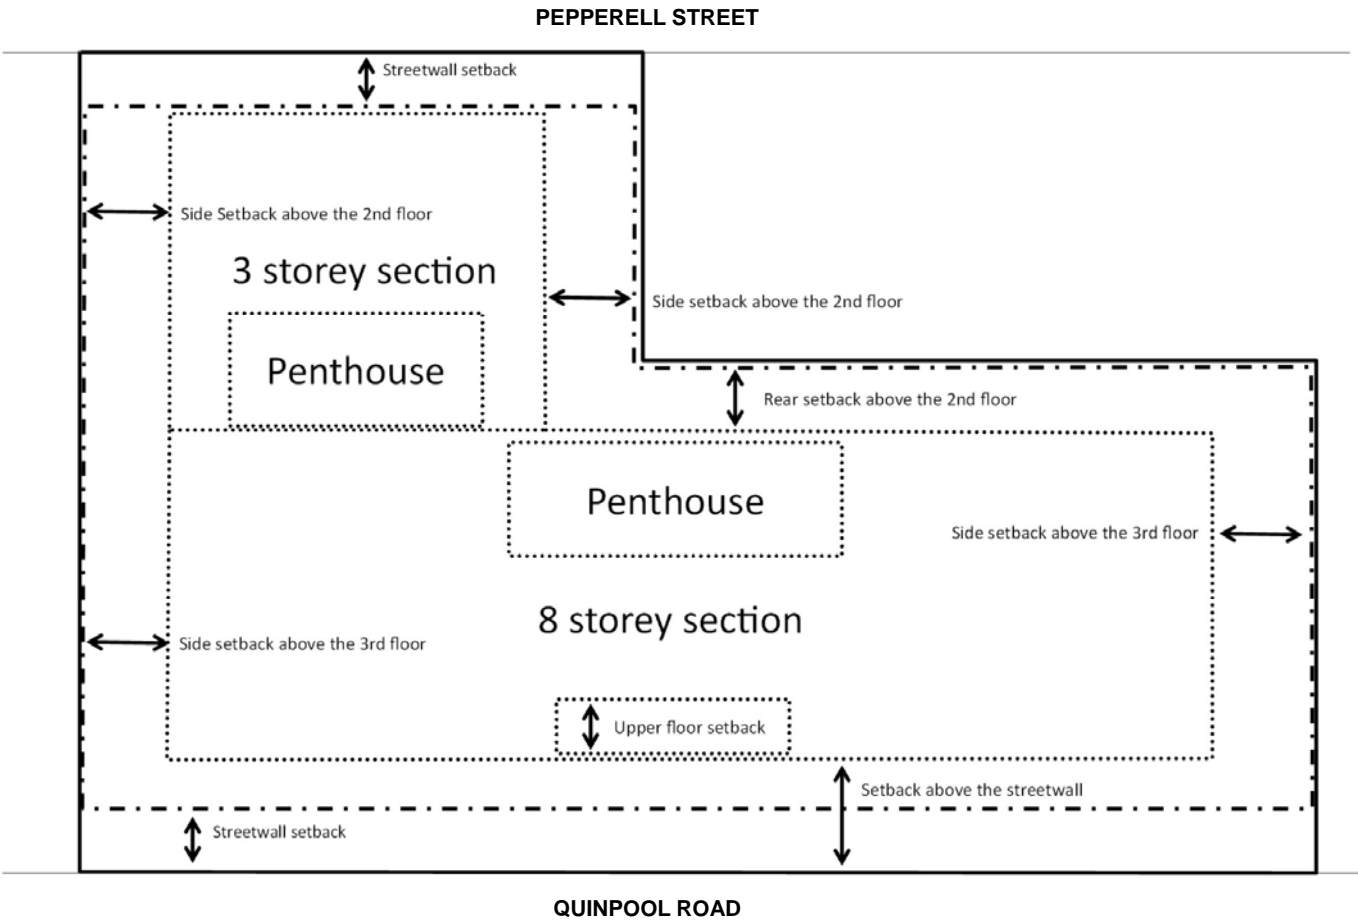 PEPPERELL STREET
Streetwall setback
Side Setback above the 2nd floor
3 storey section
Side setback above the 2nd floor
Penthouse
Rear setback above the 2nd floor
Penthouse
Side setback above the 3rd floor
8 storey section
Side setback above the 3rd floor
Upper floor setback
Setback above the streetwall
Streetwall setback
QUINPOOL ROAD